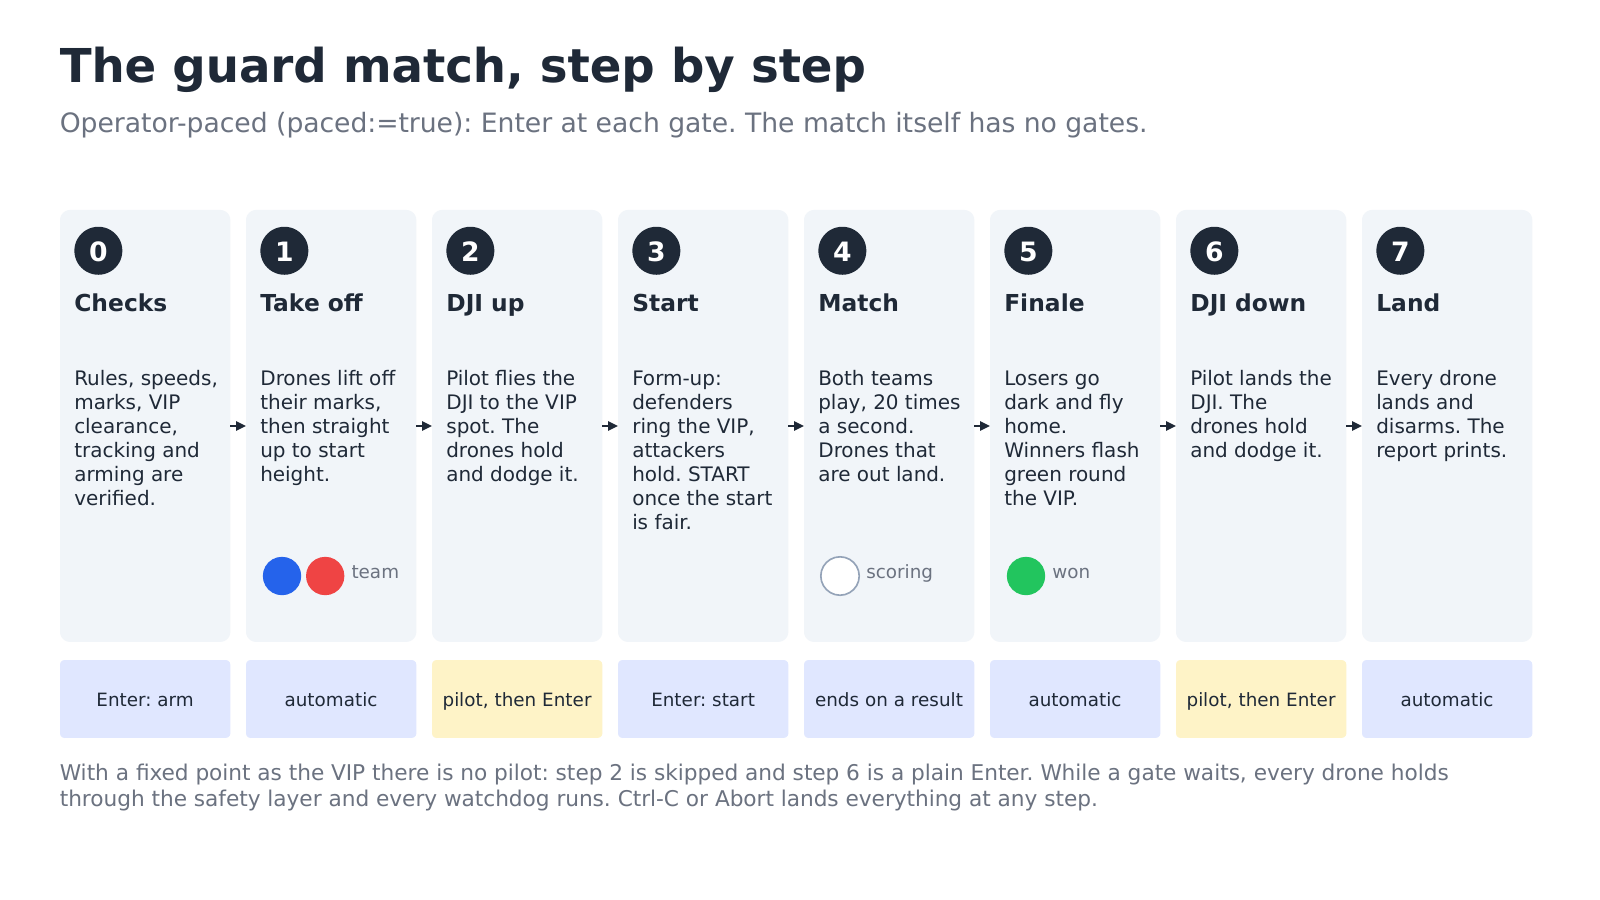 The guard match, step by step
Operator-paced (paced:=true): Enter at each gate. The match itself has no gates.
0
Checks
Rules, speeds,
marks, VIP
clearance,
tracking and
arming are
verified.
Enter: arm
1
Take off
Drones lift off
their marks,
then straight
up to start
height.
team
automatic
2
DJI up
Pilot flies the
DJI to the VIP
spot. The
drones hold
and dodge it.
pilot, then Enter
3
Start
Form-up:
defenders
ring the VIP,
attackers
hold. START
once the start
is fair.
Enter: start
4
Match
Both teams
play, 20 times
a second.
Drones that
are out land.
scoring
ends on a result
5
Finale
Losers go
dark and fly
home.
Winners flash
green round
the VIP.
won
automatic
6
DJI down
Pilot lands the
DJI. The
drones hold
and dodge it.
pilot, then Enter
7
Land
Every drone
lands and
disarms. The
report prints.
automatic
With a fixed point as the VIP there is no pilot: step 2 is skipped and step 6 is a plain Enter. While a gate waits, every drone holds
through the safety layer and every watchdog runs. Ctrl-C or Abort lands everything at any step.